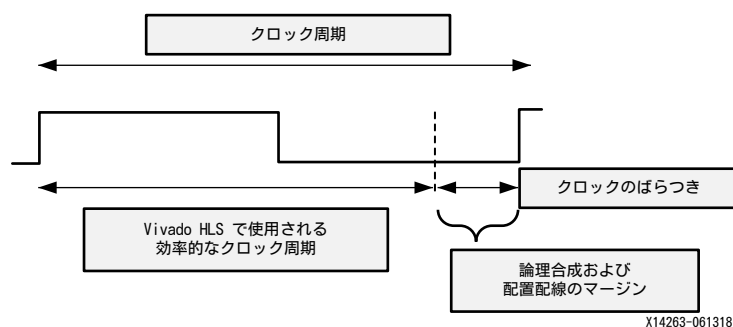 クロック周期
クロックのばらつき
Vivado HLS で使用される
効率的なクロック周期
論理合成および
配置配線のマージン
X14263-061318